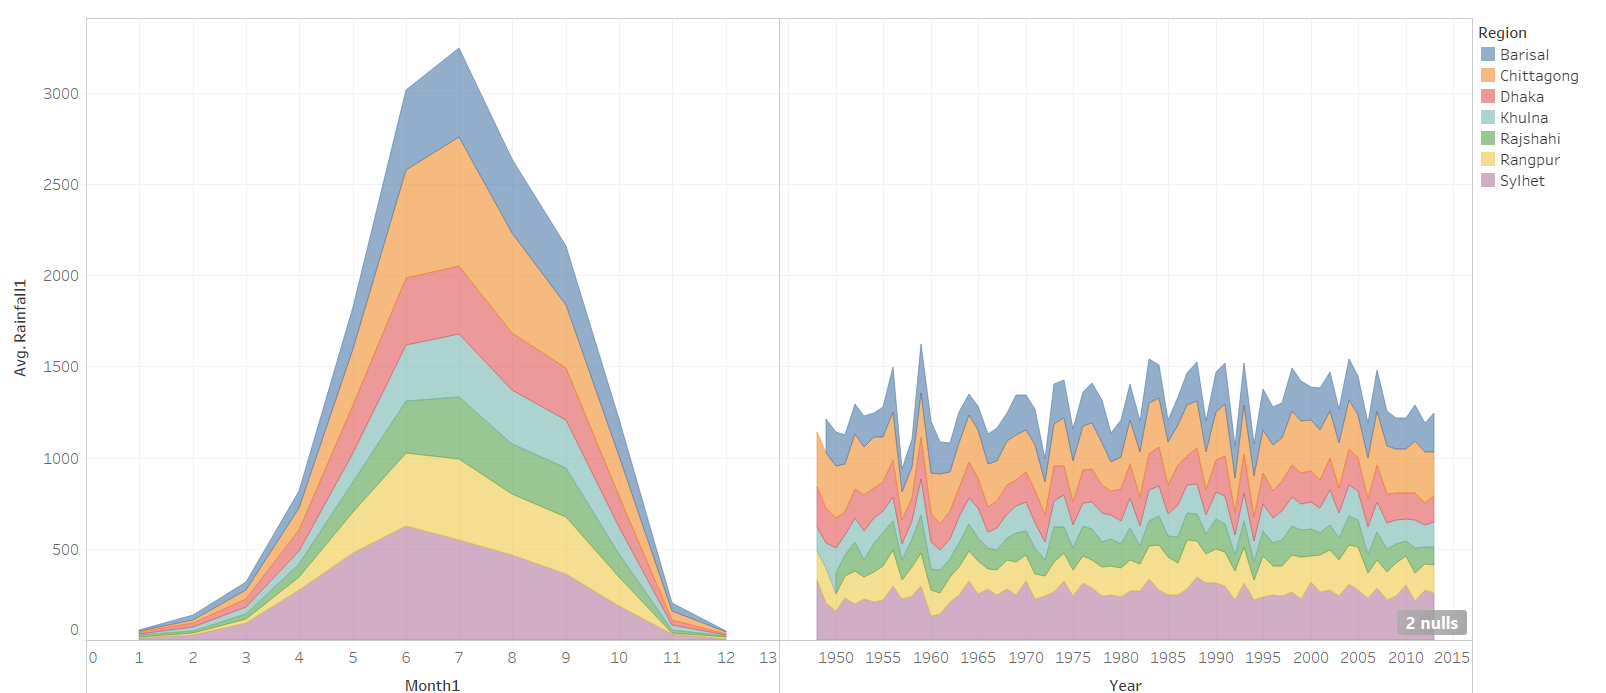 Region
Barisal
Chittagong
Dhaka
Khulna
Rajshahi
Rangpur
Sylhet
Avg. Rainfall1
3000
2500
2000
1500
1000
500
0
0 1 2 3 4 5 6 7 8 9 10 11 12 13
Month1
1950 1955 1960 1965 1970 1975 1980 1985 1990 1995 2000 2005 2010 2015
Year
2 nulls